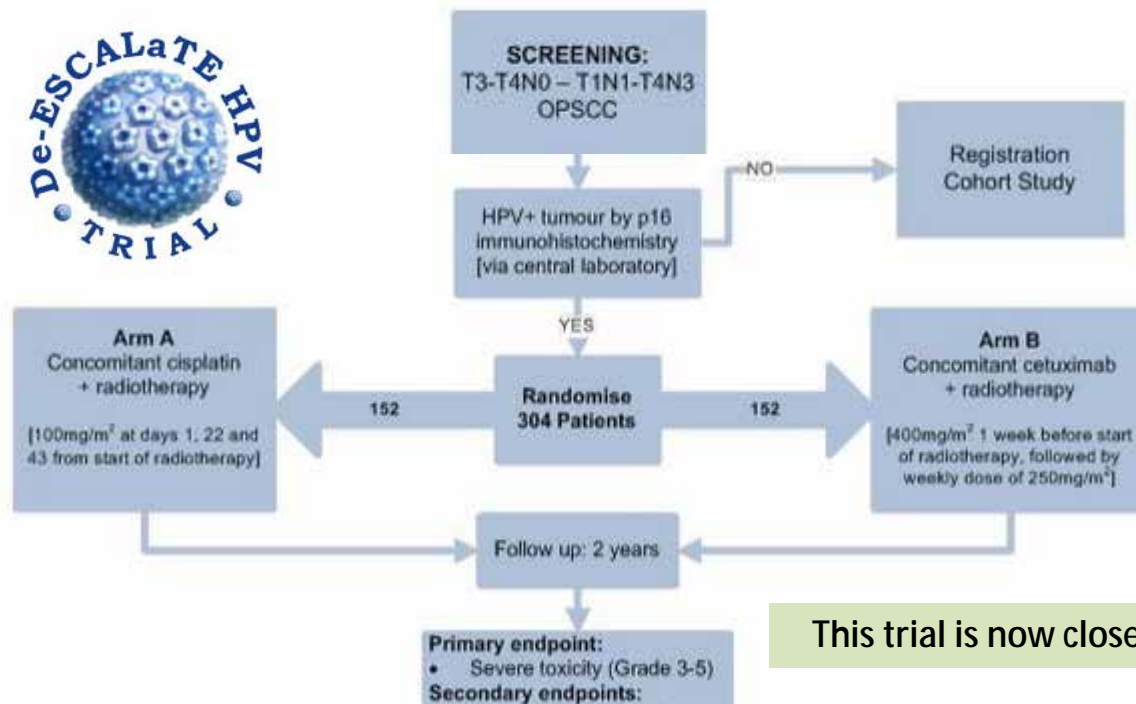 De-ESCALaTE HPV
TRIAL
SCREENING:
T3-T4N0 – T1N1-T4N3
OPSCC
NO
Registration
Cohort Study
HPV+ tumour by p16
immunohistochemistry
[via central laboratory]
YES
Arm A
Concomitant cisplatin
+ radiotherapy
[100mg/m² at days 1, 22 and
43 from start of radiotherapy]
152
Randomise
304 Patients
152
Arm B
Concomitant cetuximab
+ radiotherapy
[400mg/m² 1 week before start
of radiotherapy, followed by
weekly dose of 250mg/m²]
Follow up: 2 years
This trial is now close
Primary endpoint:
• Severe toxicity (Grade 3-5)
Secondary endpoints: